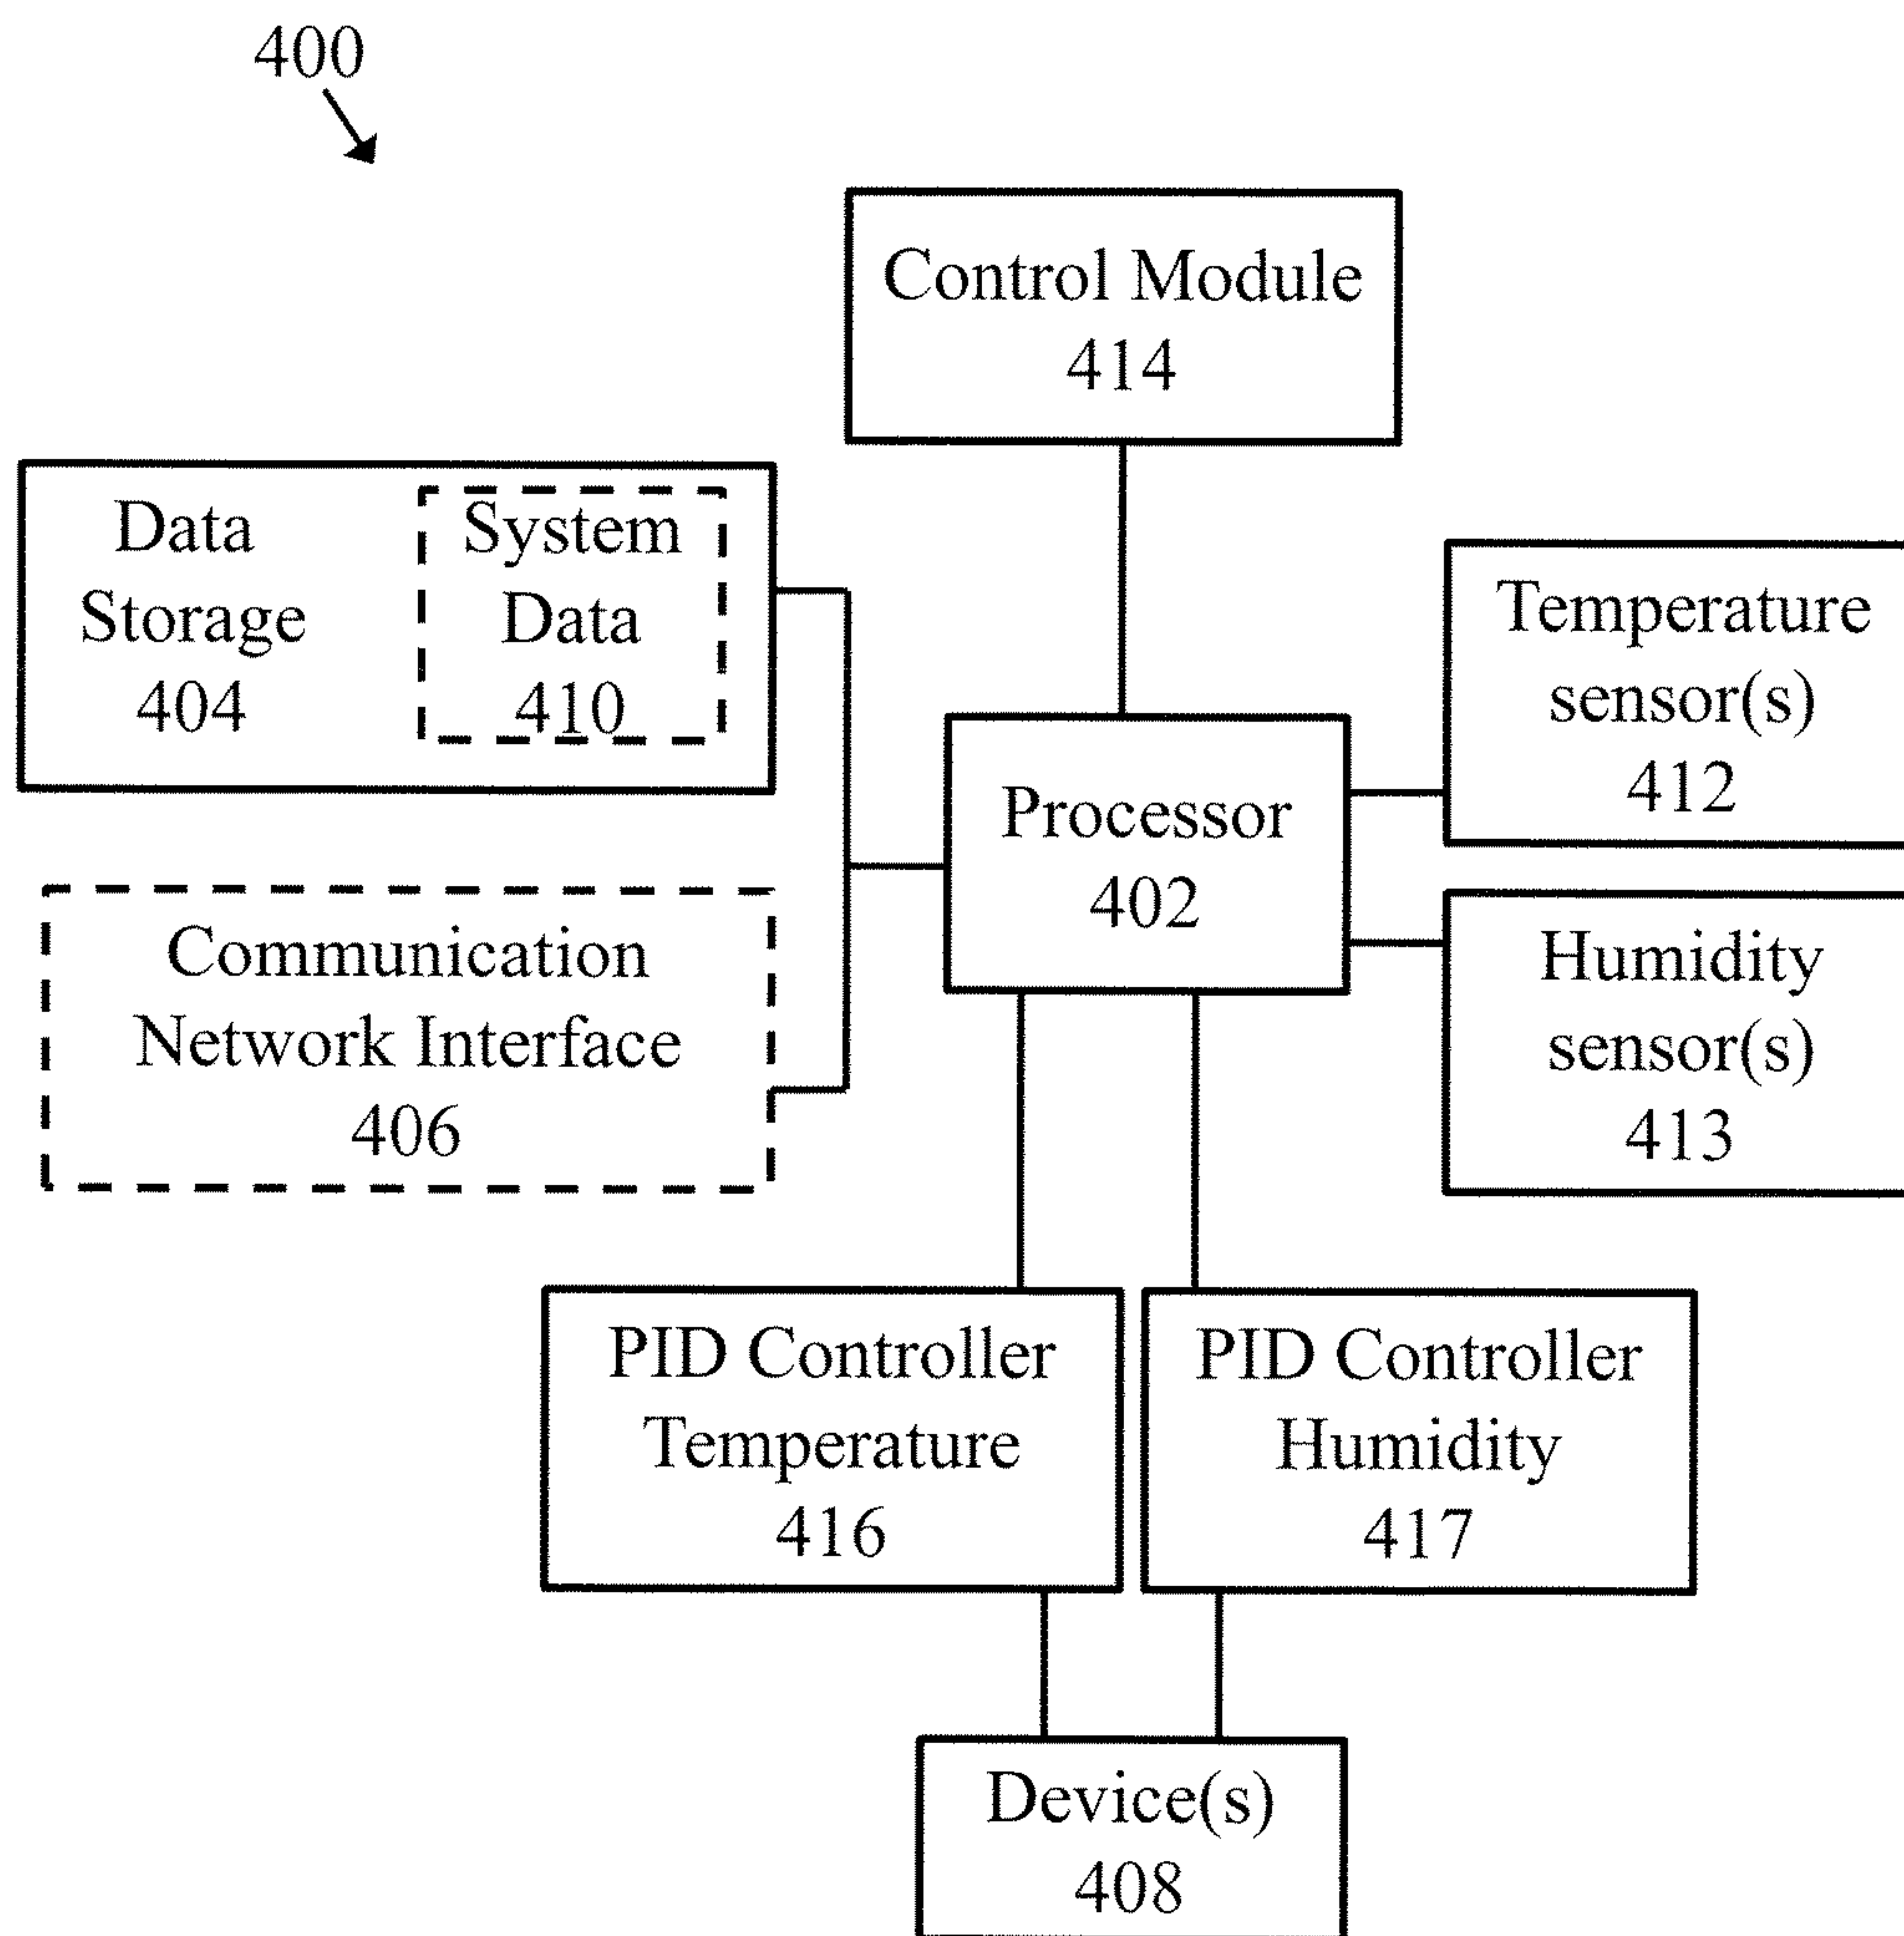 400
Control Module
414
Data
Storage
404
System
Data
410
Temperature
sensor(s)
412
Processor
402
Communication
Network Interface
406
Humidity
sensor(s)
413
PID Controller
Temperature
416
PID Controller
Humidity
417
Device(s)
408